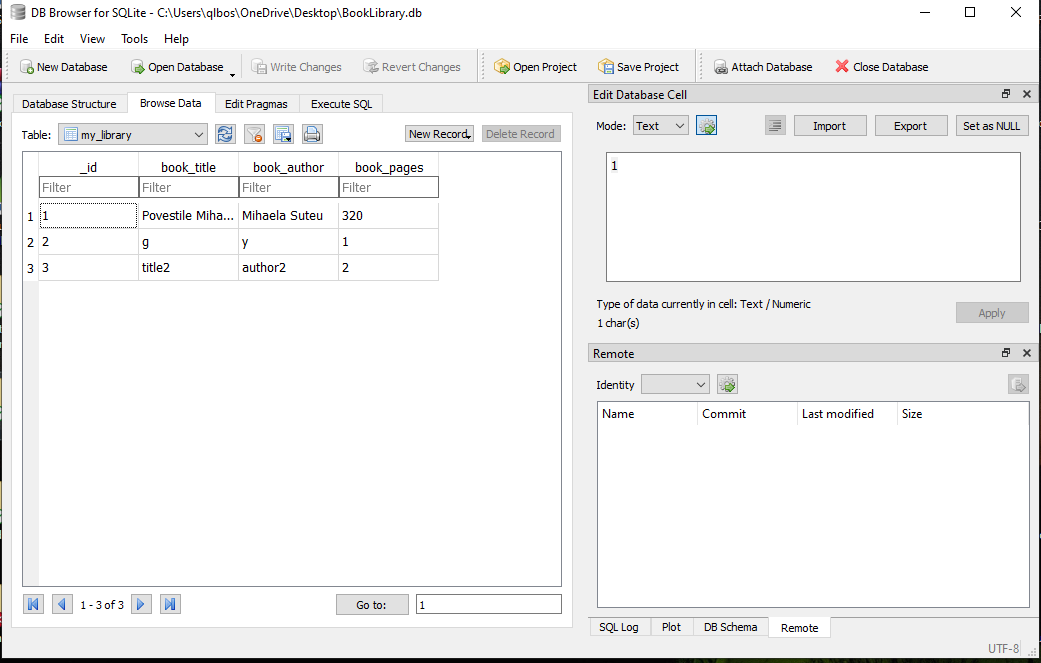 DB Browser for SQLite - C:\Users\qlbos\OneDrive\Desktop\BookLibrary.db
File Edit View Tools Help
New Database Open Database Write Changes Revert Changes Open Project Save Project Attach Database Close Database
Database Structure Browse Data Edit Pragmas Execute SQL
Table: my_library New Record Delete Record
_id book_title book_author book_pages
Filter Filter Filter Filter
1 1 Povestile Miha... Mihaela Suteu 320
2 2 g y 1
3 3 title2 author2 2
1 - 3 of 3 Go to: 1
Edit Database Cell
Mode: Text Import Export Set as NULL
1
Type of data currently in cell: Text / Numeric
1 char(s)
Apply
Remote
Identity
Name Commit Last modified Size
SQL Log Plot DB Schema Remote
UTF-8